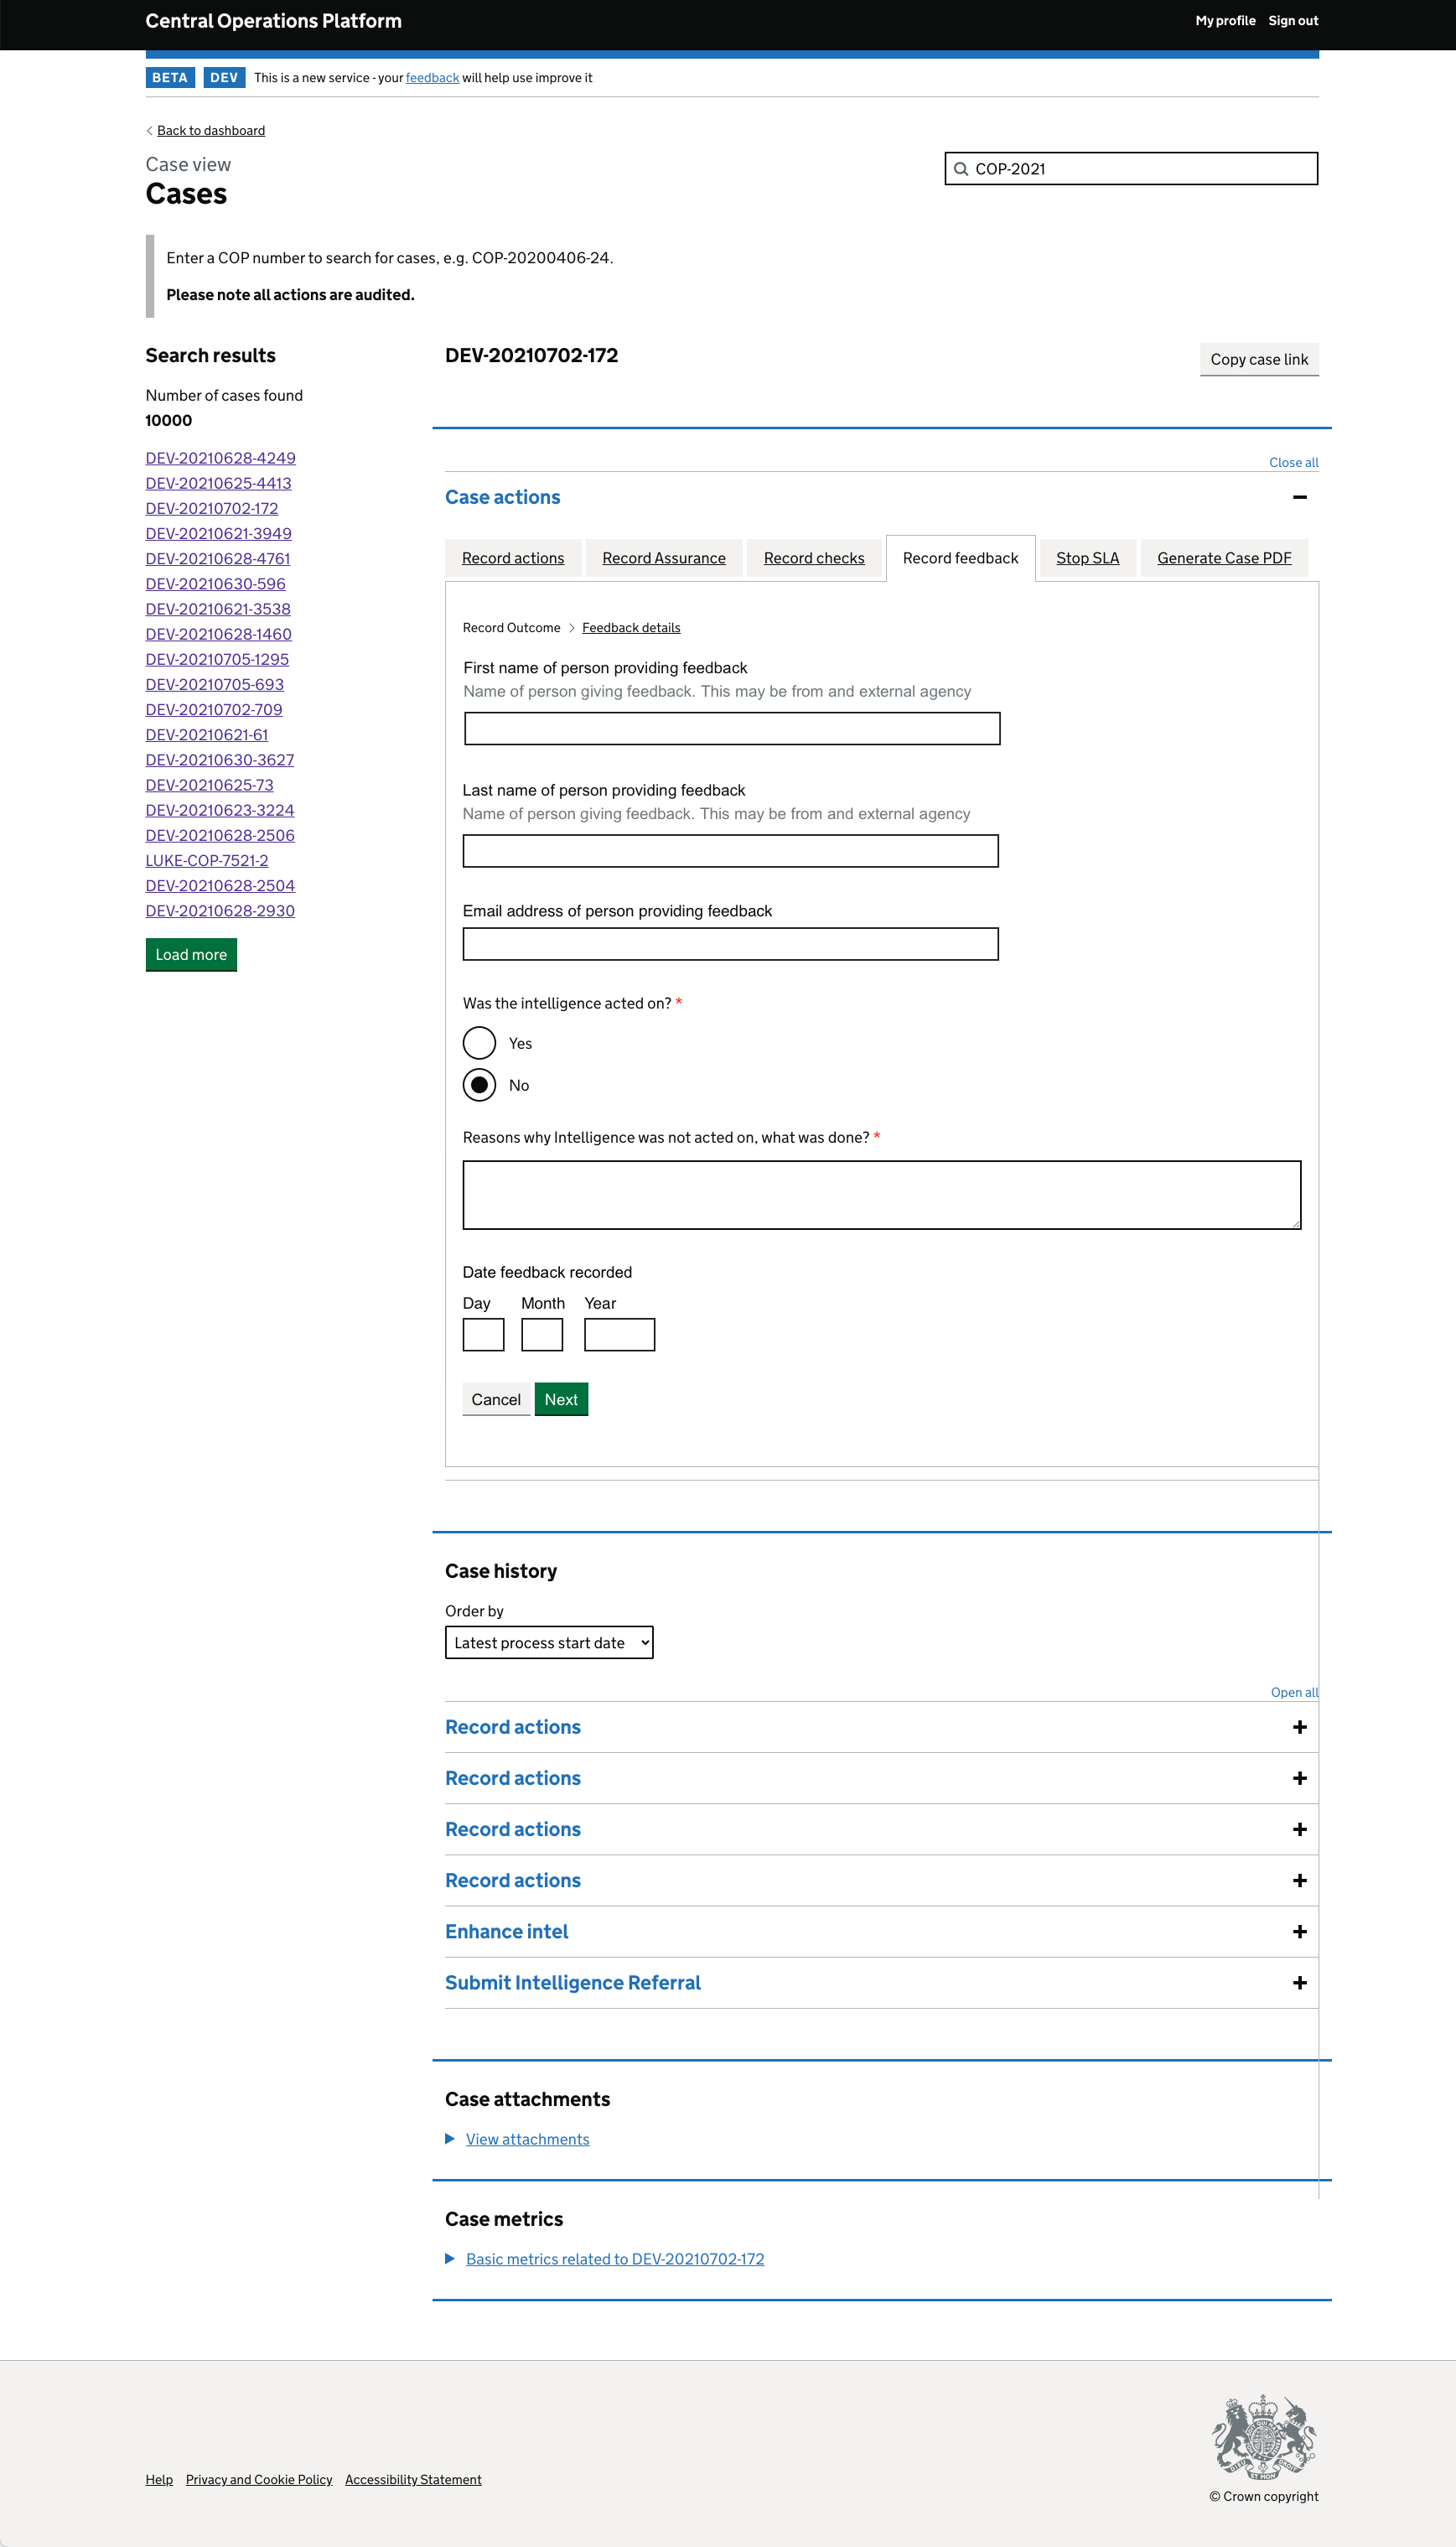 Central Operations Platform
My profile Sign out
BETA DEV This is a new service - your feedback will help use improve it
Back to dashboard
Case view
Cases
COP-2021
Enter a COP number to search for cases, e.g. COP-20200406-24.
Please note all actions are audited.
Search results
Number of cases found
10000
DEV-20210628-4249
DEV-20210625-4413
DEV-20210702-172
DEV-20210621-3949
DEV-20210628-4761
DEV-20210630-596
DEV-20210621-3538
DEV-20210628-1460
DEV-20210705-1295
DEV-20210705-693
DEV-20210702-709
DEV-20210621-61
DEV-20210630-3627
DEV-20210625-73
DEV-20210623-3224
DEV-20210628-2506
LUKE-COP-7521-2
DEV-20210628-2504
DEV-20210628-2930
Load more
DEV-20210702-172
Copy case link
Close all
Case actions
Record actions Record Assurance Record checks Record feedback Stop SLA Generate Case PDF
Record Outcome Feedback details
First name of person providing feedback
Name of person giving feedback. This may be from and external agency
Last name of person providing feedback
Name of person giving feedback. This may be from and external agency
Email address of person providing feedback
Was the intelligence acted on? *
Yes
No
Reasons why Intelligence was not acted on, what was done? *
Date feedback recorded
Day Month Year
Cancel Next
Case history
Order by
Latest process start date
Open all
Record actions
Record actions
Record actions
Record actions
Enhance intel
Submit Intelligence Referral
Case attachments
View attachments
Case metrics
Basic metrics related to DEV-20210702-172
Help Privacy and Cookie Policy Accessibility Statement
© Crown copyright